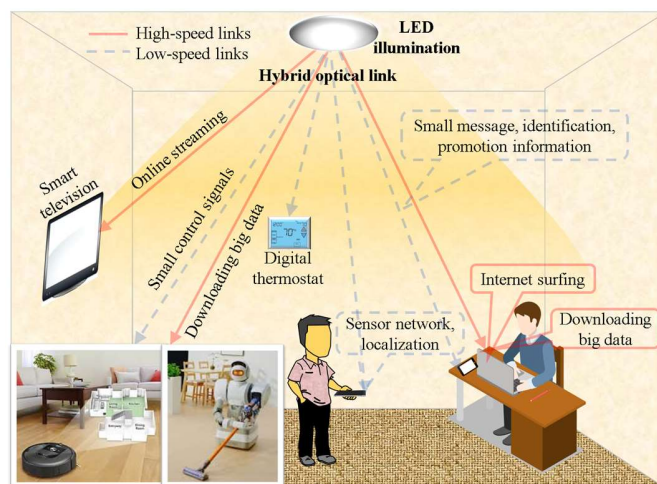 High-speed links
Low-speed links
LED
illumination
Hybrid optical link
Small message, identification,
promotion information
Online streaming
Smart
television
Small control signals
Downloading big data
70°
Digital
thermostat
Internet surfing
Sensor network,
localization
Downloading
big data